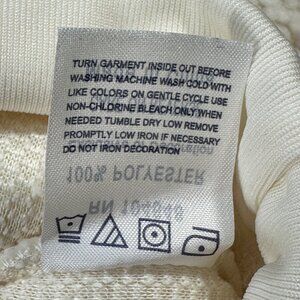 TURN GARMENT INSIDE OUT BEFORE
WASHING MACHINE WASH COLD WITH
LIKE COLORS ON GENTLE CYCLE USE
NON-CHLORINE BLEACH ONLY WHEN
NEEDED TUMBLE DRY LOW REMOVE
PROMPTLY LOW IRON IF NECESSARY
DO NOT IRON DECORATION
100% POLYESTER